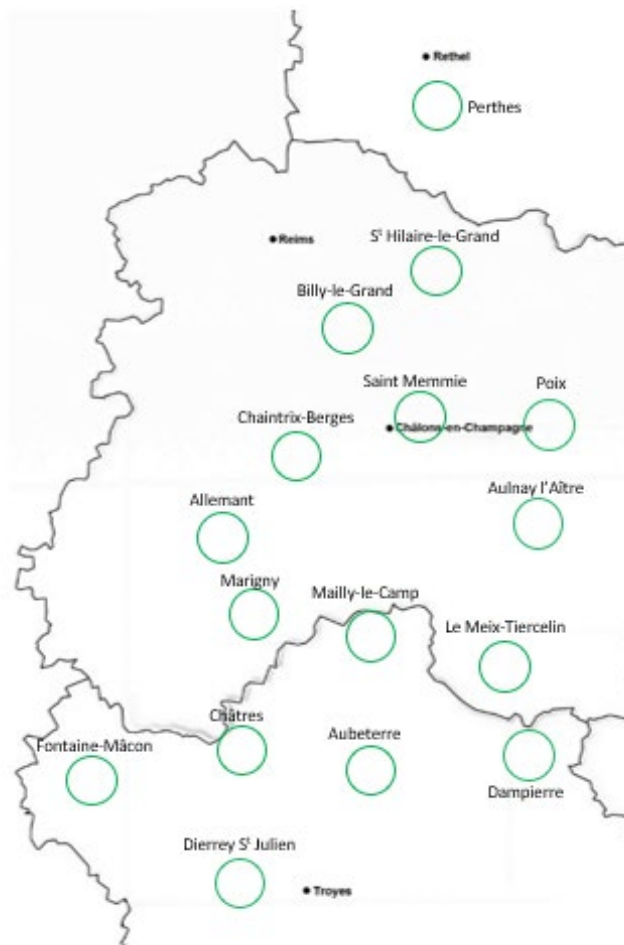 Rethel
Perthes
Sᵗ Hilaire-le-Grand
Reims
Billy-le-Grand
Saint Memmie
Poix
Châlons-en-Champagne
Chaintrix-Berges
Aulnay l'Aître
Allemant
Marigny
Mailly-le-Camp
Le Meix-Tiercelin
Châtres
Aubeterre
Fontaine-Mâcon
Dampierre
Dierrey Sᵗ Julien
Troyes